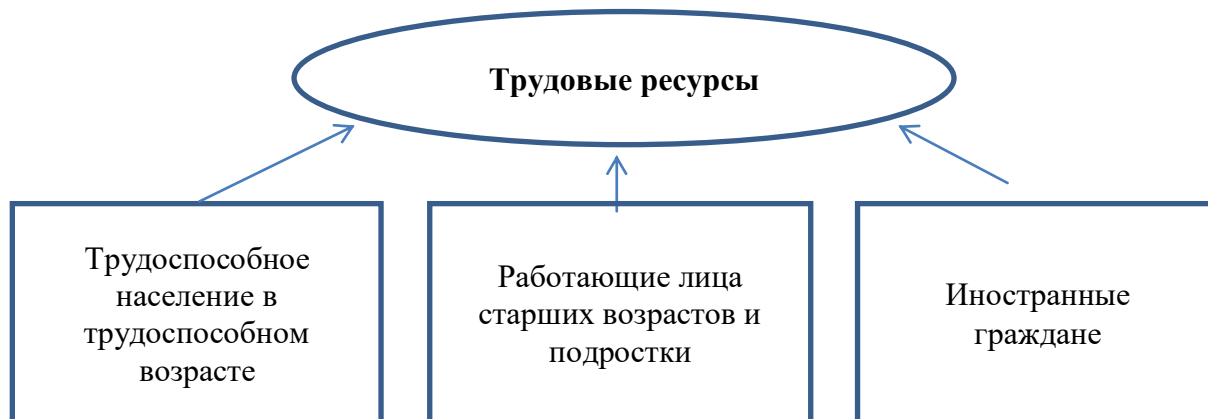 Трудовые ресурсы
Трудоспособное
население в
трудоспособном
возрасте
Работающие лица
старших возрастов и
подростки
Иностранные
граждане